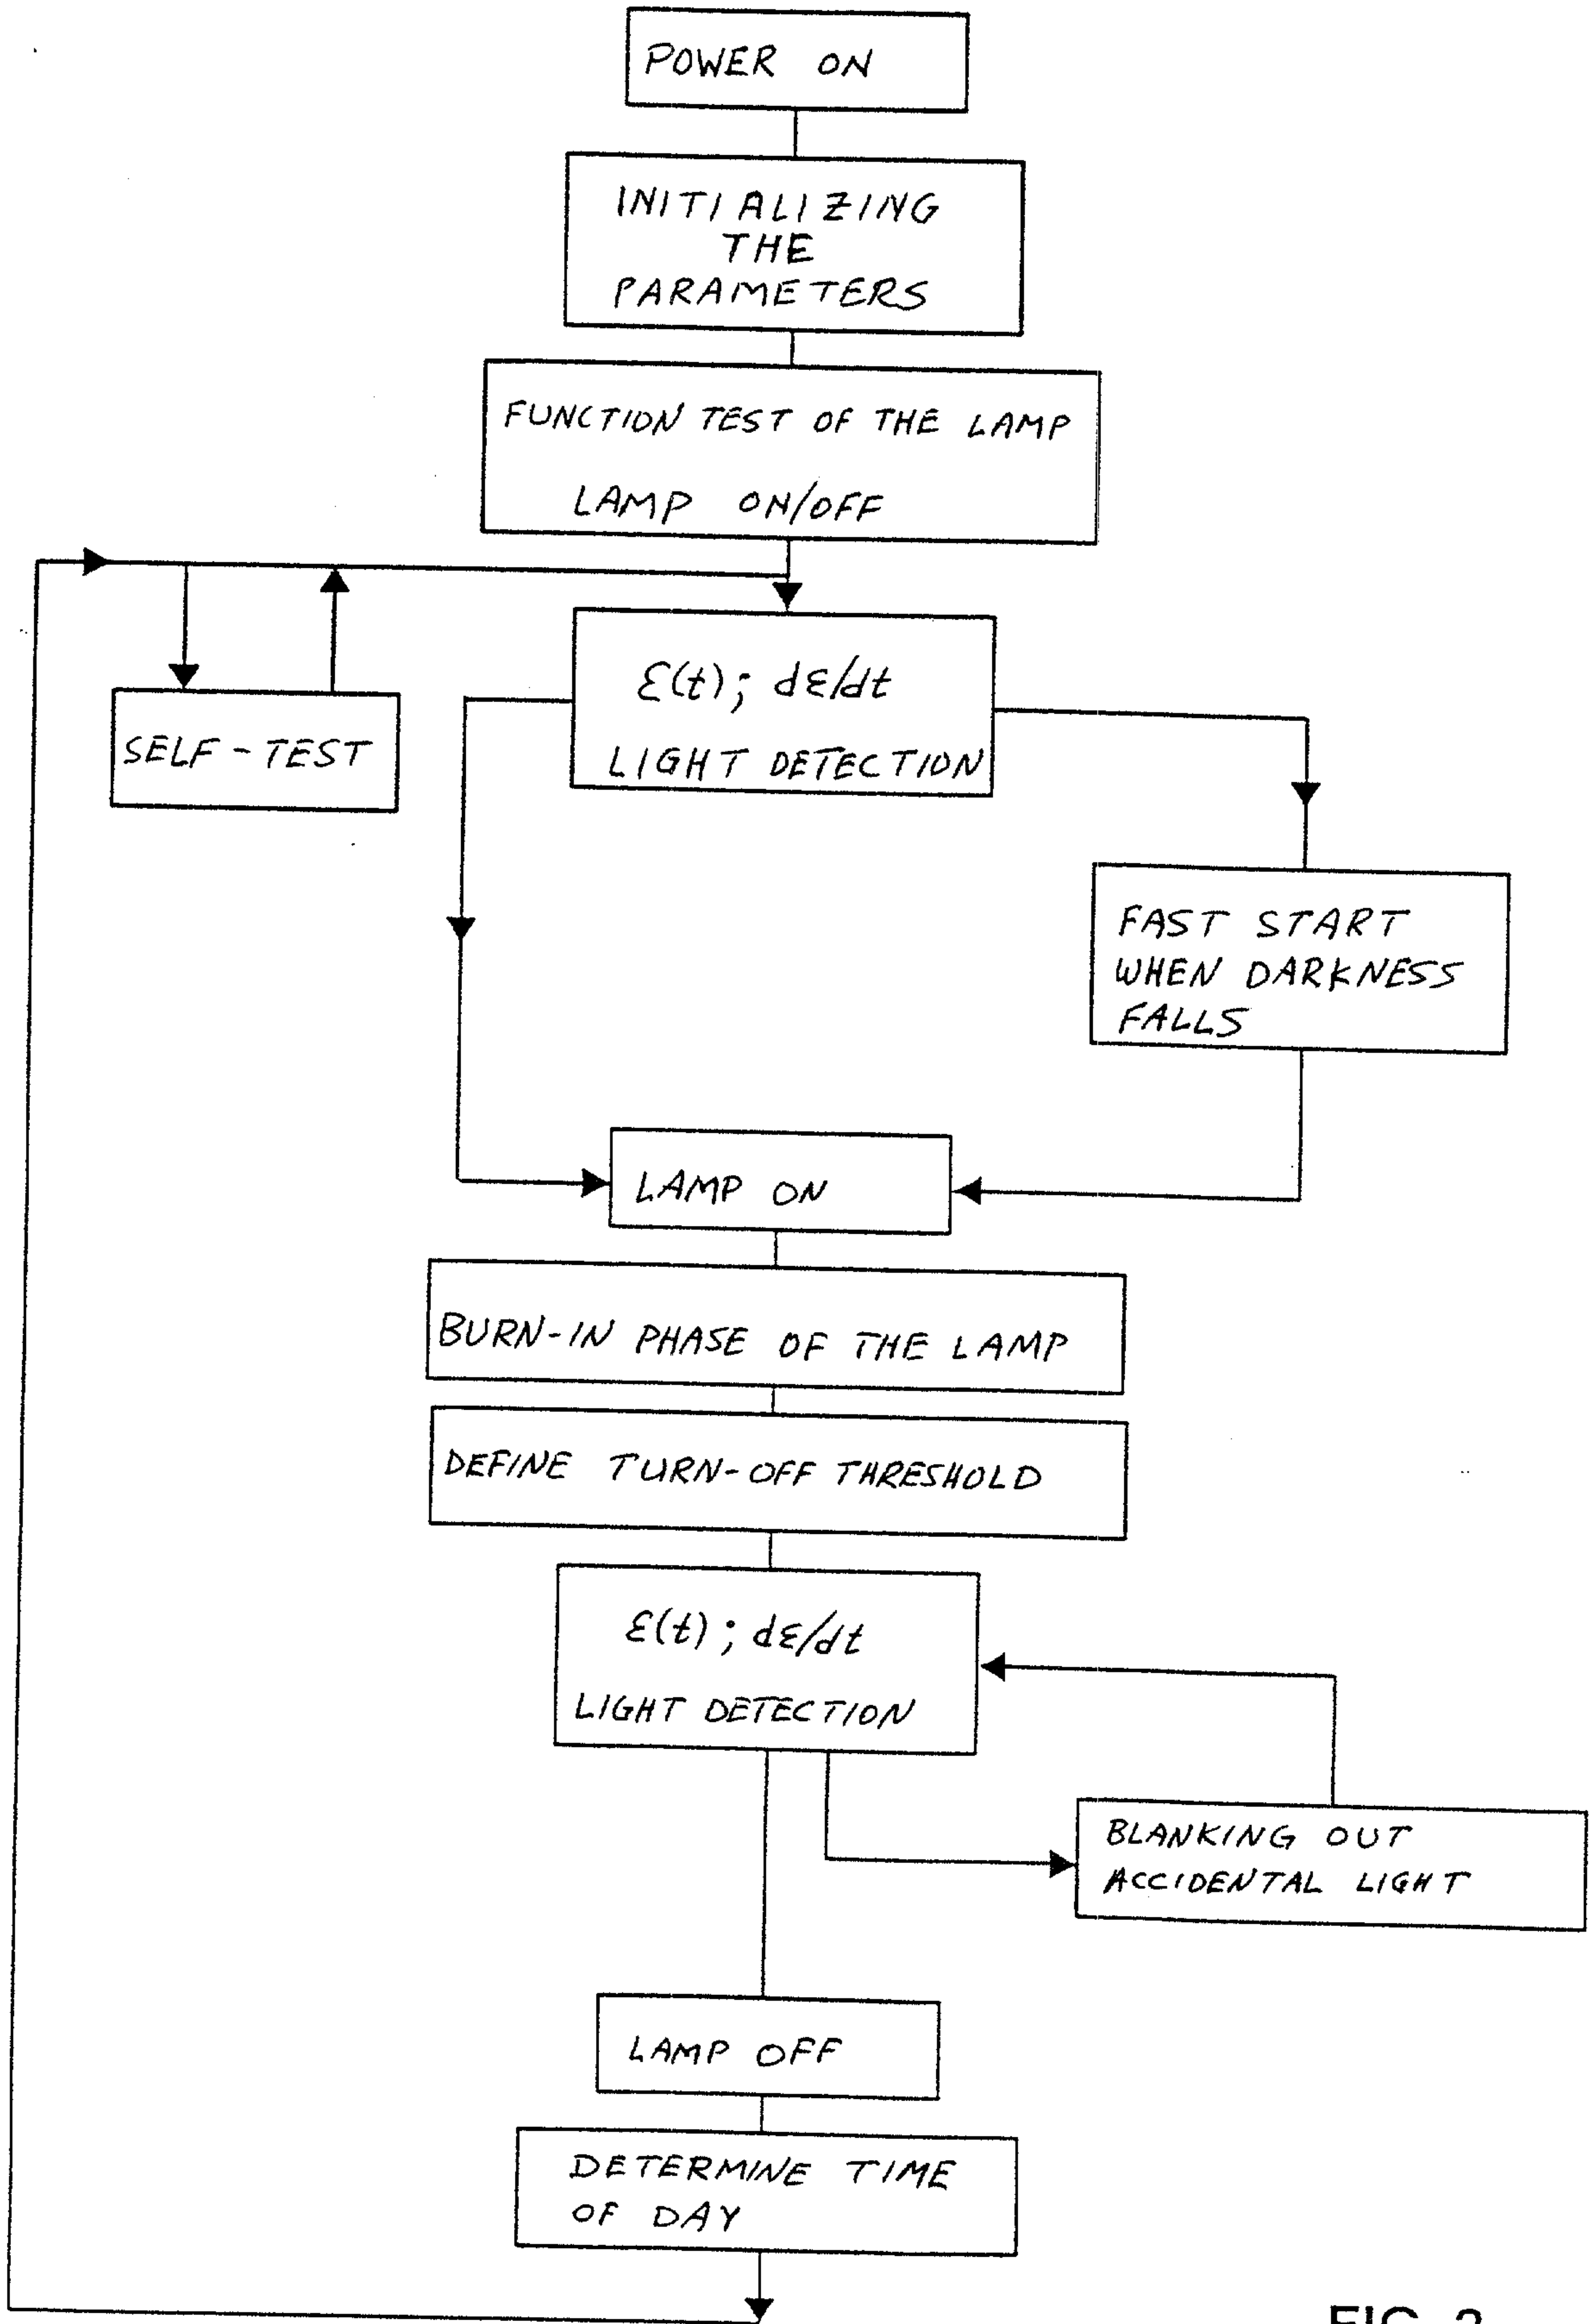 POWER ON
INITIALIZING
THE
PARAMETERS
FUNCTION TEST OF THE LAMP
LAMP ON/OFF
Ɛ(t); dƐ/dt
LIGHT DETECTION
SELF-TEST
FAST START
WHEN DARKNESS
FALLS
LAMP ON
BURN-IN PHASE OF THE LAMP
DEFINE TURN-OFF THRESHOLD
Ɛ(t); dƐ/dt
LIGHT DETECTION
BLANKING OUT
ACCIDENTAL LIGHT
LAMP OFF
DETERMINE TIME
OF DAY